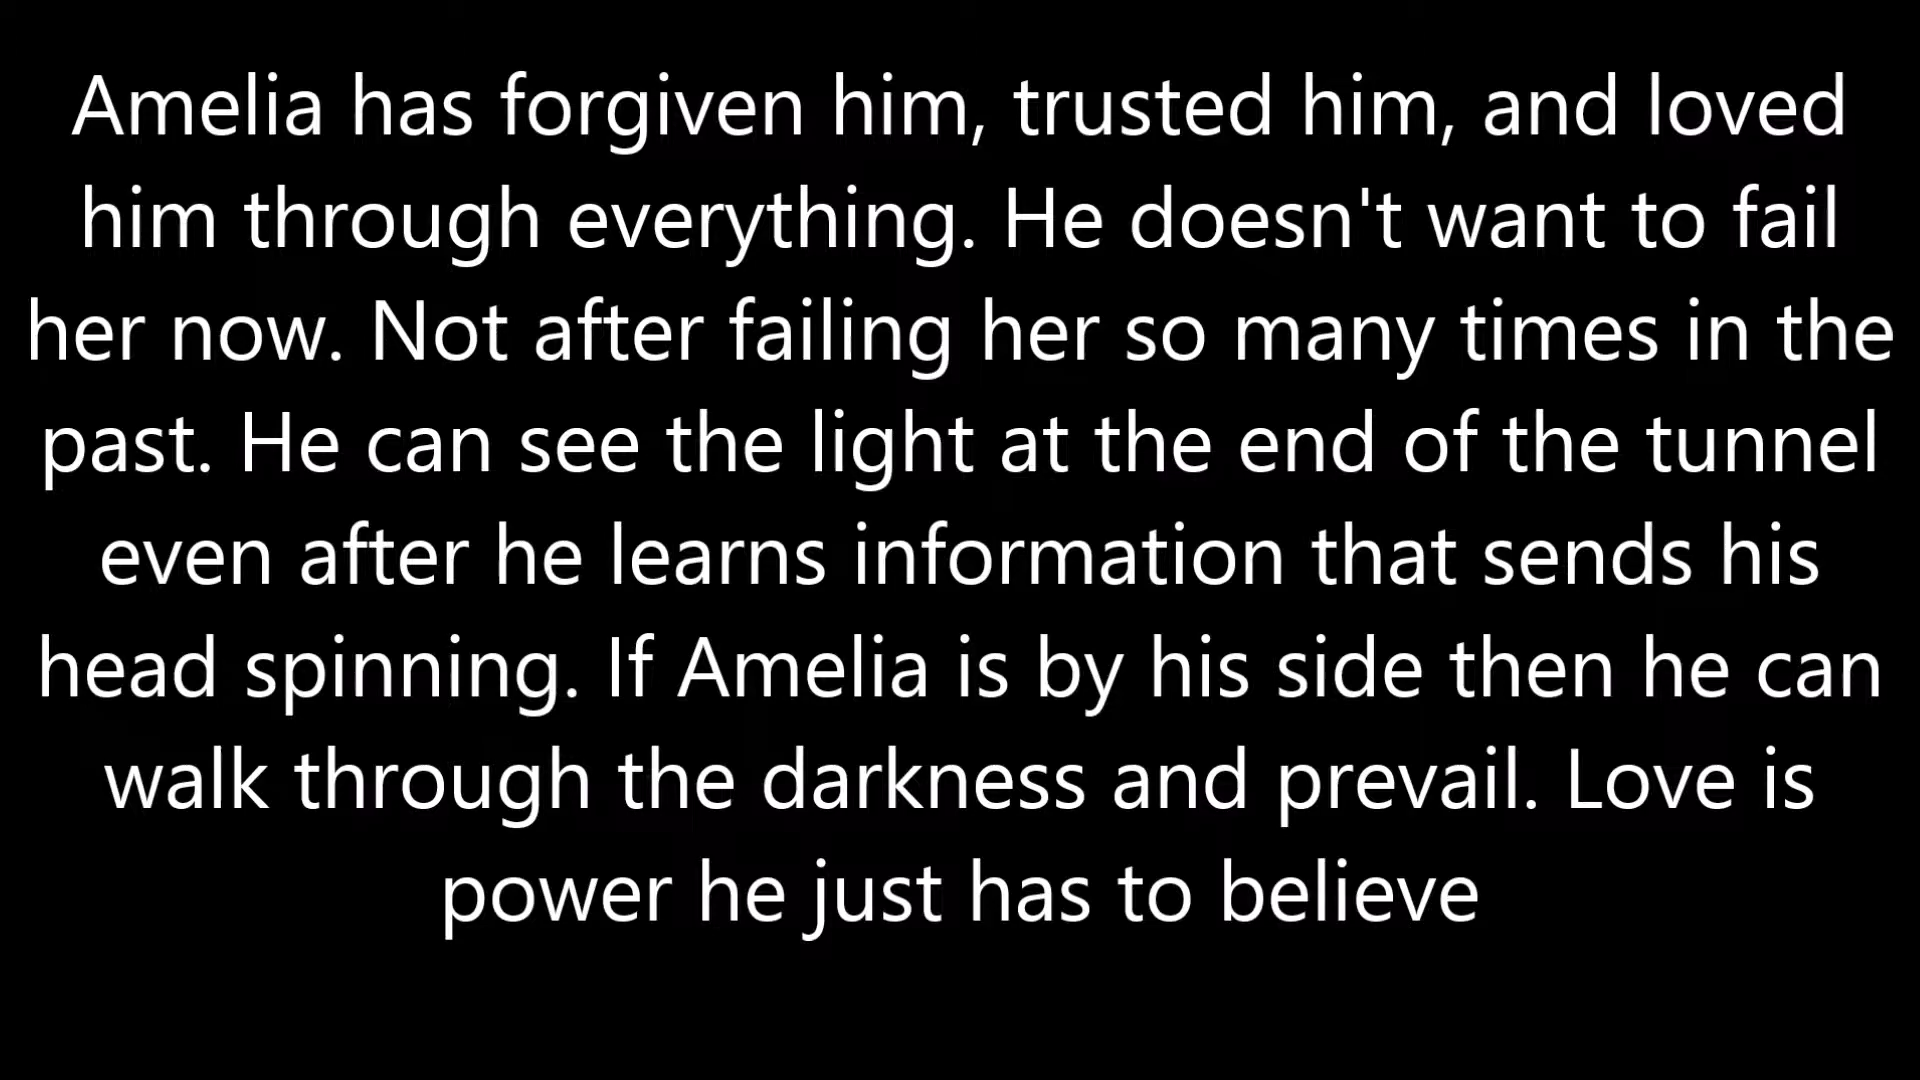 Amelia has forgiven him, trusted him, and loved
him through everything. He doesn't want to fail
her now. Not after failing her so many times in the
past. He can see the light at the end of the tunnel
even after he learns information that sends his
head spinning. If Amelia is by his side then he can
walk through the darkness and prevail. Love is
power he just has to believe